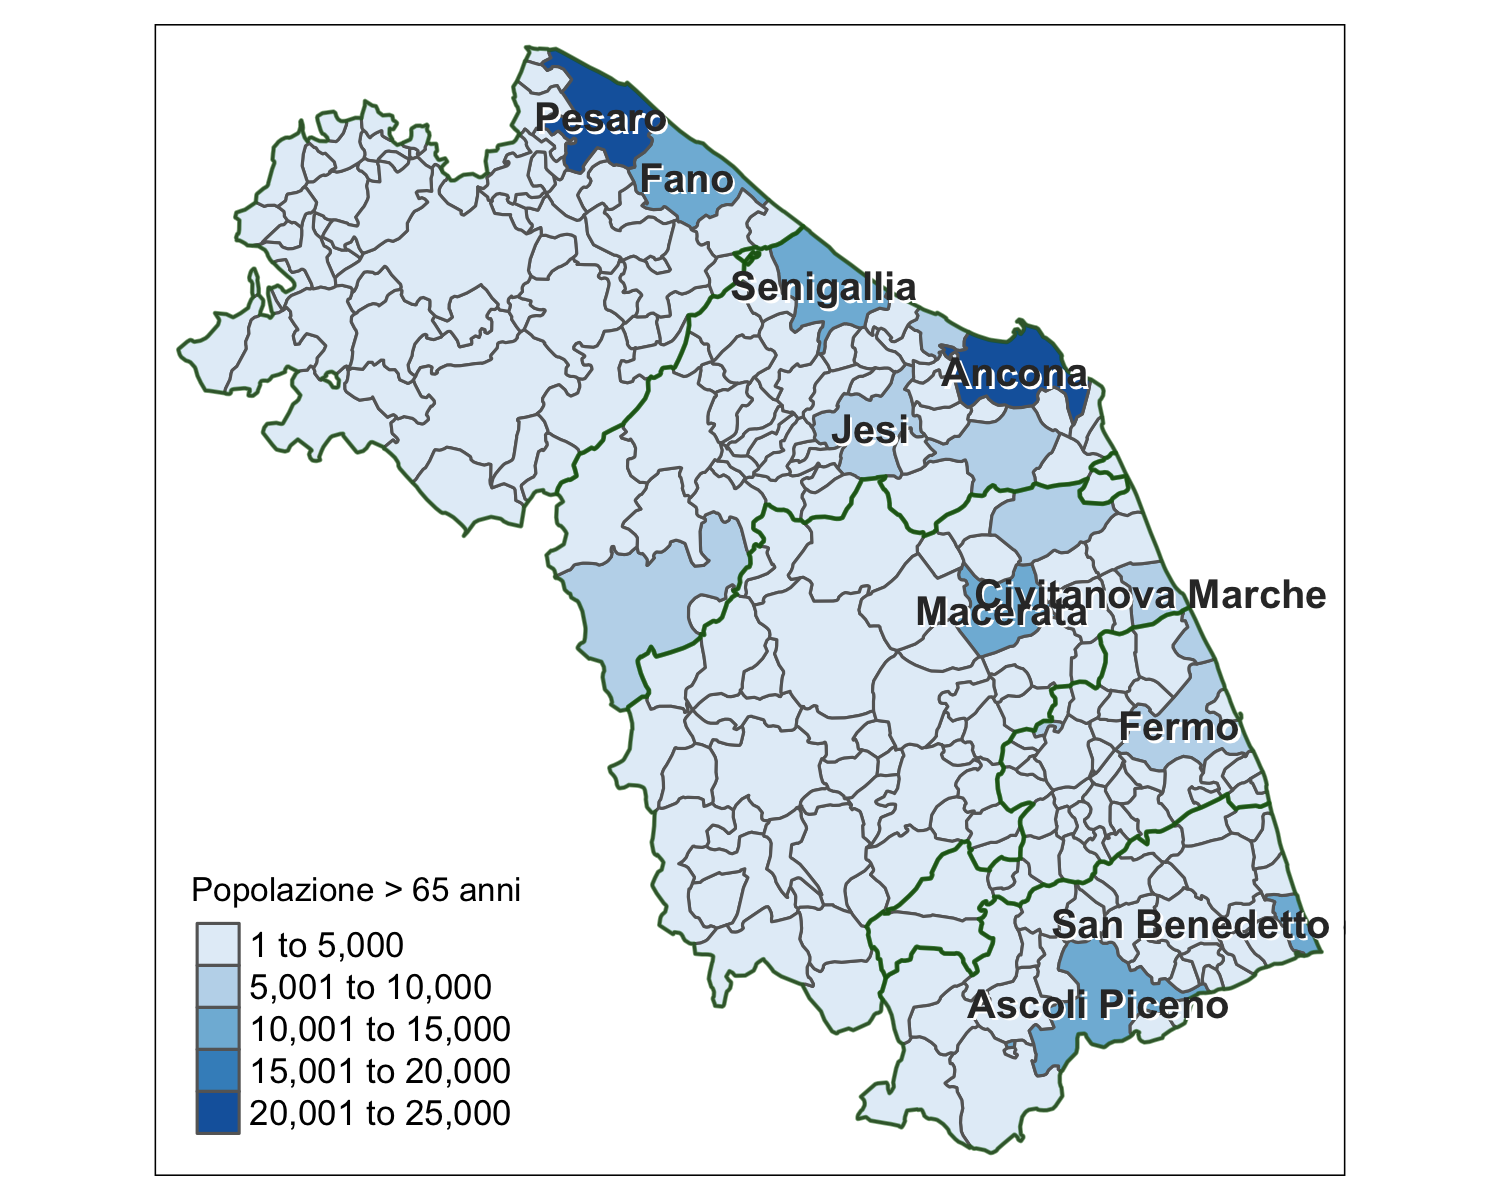 Pesaro
Fano
Senigallia
Ancona
Jesi
Civitanova Marche
Macerata
Fermo
San Benedetto
Ascoli Piceno
Popolazione > 65 anni
1 to 5,000
5,001 to 10,000
10,001 to 15,000
15,001 to 20,000
20,001 to 25,000